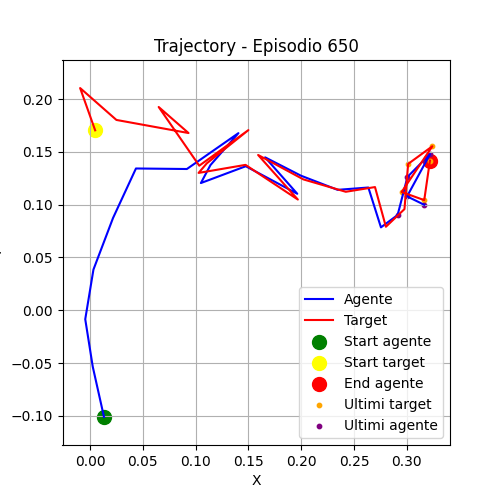 Trajectory - Episodio 650
0.20
0.15
0.10
0.05
0.00
−0.05
−0.10
0.00 0.05 0.10 0.15 0.20 0.25 0.30
X
Agente
Target
Start agente
Start target
End agente
Ultimi target
Ultimi agente